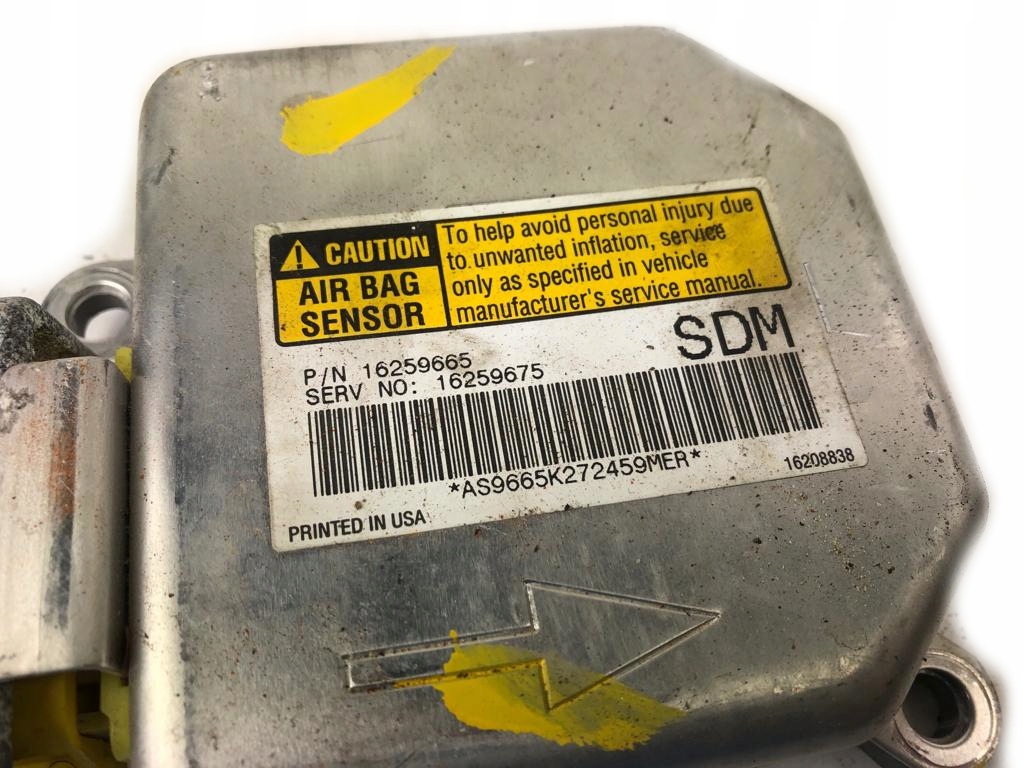 CAUTION
AIR BAG
SENSOR
To help avoid personal injury due
to unwanted inflation, service
only as specified in vehicle
manufacturer's service manual.
SDM
P/N 16259665
SERV NO: 16259675
*AS9665K272459MER*
16208838
PRINTED IN USA